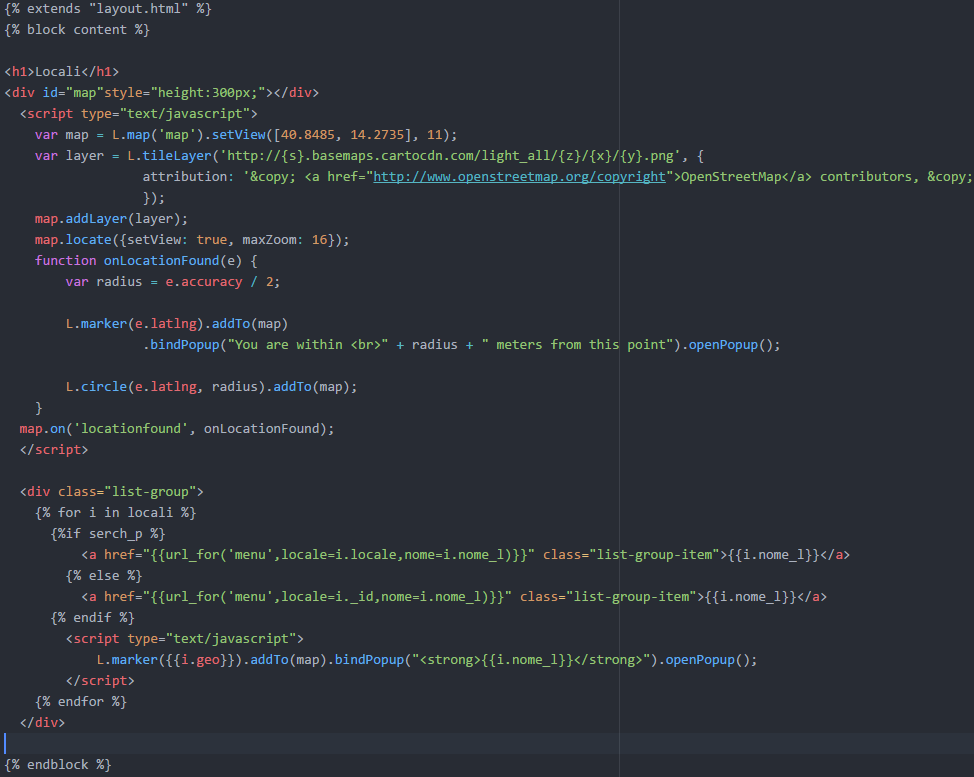 {% extends "layout.html" %}
{% block content %}
<h1>Locali</h1>
<div id="map"style="height:300px;"></div>
<script type="text/javascript">
var map = L.map('map').setView([40.8485, 14.2735], 11);
var layer = L.tileLayer('http://{s}.basemaps.cartocdn.com/light_all/{z}/{x}/{y}.png', {
attribution: '&copy; <a href="http://www.openstreetmap.org/copyright">OpenStreetMap</a> contributors, &copy;
});
map.addLayer(layer);
map.locate({setView: true, maxZoom: 16});
function onLocationFound(e) {
var radius = e.accuracy / 2;
L.marker(e.latlng).addTo(map)
.bindPopup("You are within <br>" + radius + " meters from this point").openPopup();
L.circle(e.latlng, radius).addTo(map);
}
map.on('locationfound', onLocationFound);
</script>
<div class="list-group">
{% for i in locali %}
{%if serch_p %}
<a href="{{url_for('menu',locale=i.locale,nome=i.nome_l)}}" class="list-group-item">{{i.nome_l}}</a>
{% else %}
<a href="{{url_for('menu',locale=i._id,nome=i.nome_l)}}" class="list-group-item">{{i.nome_l}}</a>
{% endif %}
<script type="text/javascript">
L.marker({{i.geo}}).addTo(map).bindPopup("<strong>{{i.nome_l}}</strong>").openPopup();
</script>
{% endfor %}
</div>
{% endblock %}